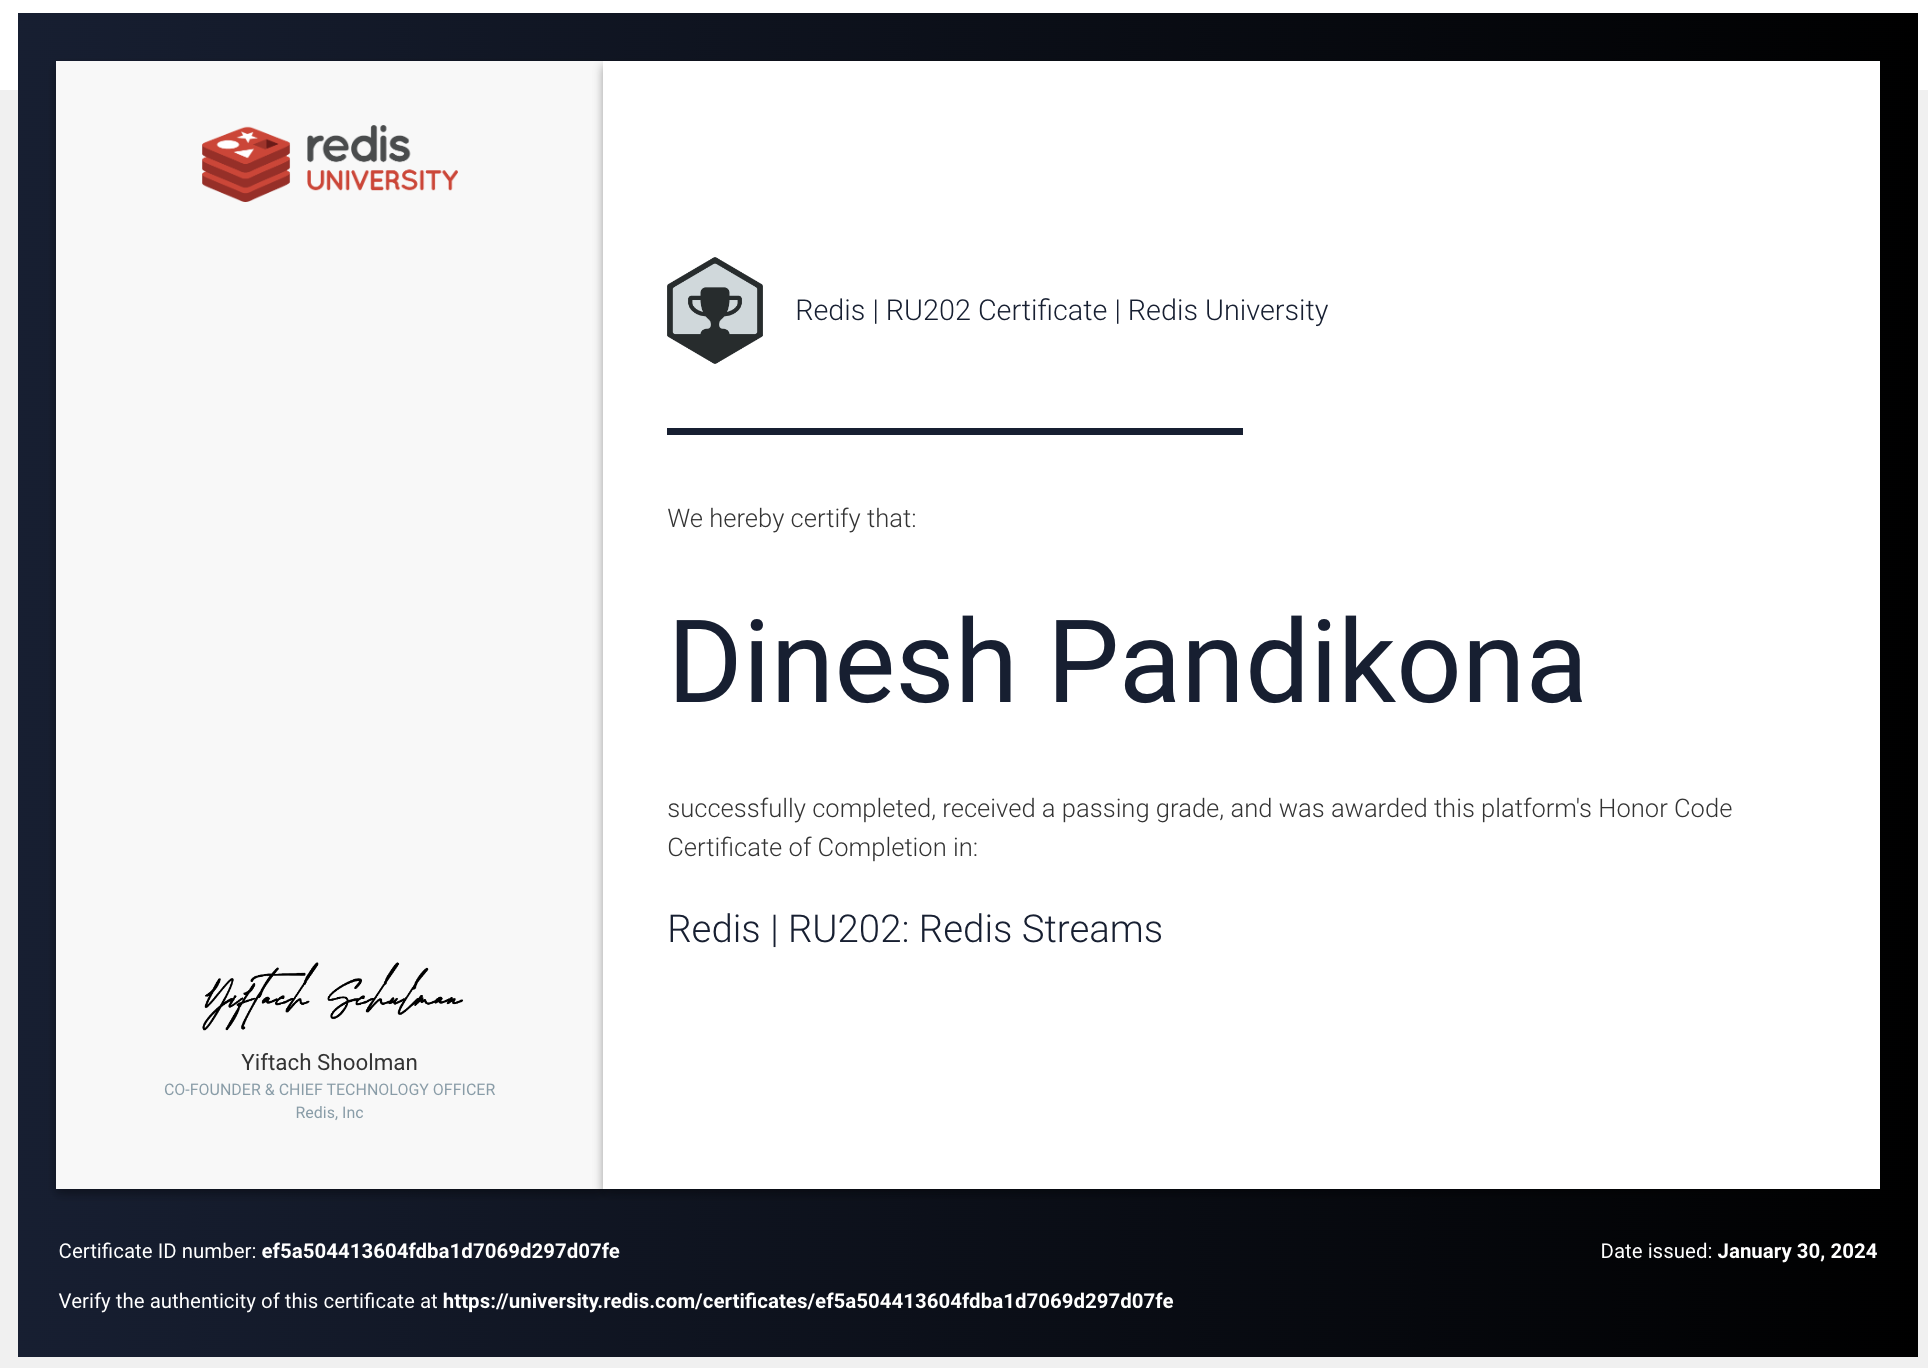 redis
UNIVERSITY
Redis | RU202 Certificate | Redis University
We hereby certify that:
Dinesh Pandikona
successfully completed, received a passing grade, and was awarded this platform's Honor Code
Certificate of Completion in:
Redis | RU202: Redis Streams
Yiftach Schulman
Yiftach Shoolman
CO-FOUNDER & CHIEF TECHNOLOGY OFFICER
Redis, Inc
Certificate ID number: ef5a504413604fdba1d7069d297d07fe
Date issued: January 30, 2024
Verify the authenticity of this certificate at https://university.redis.com/certificates/ef5a504413604fdba1d7069d297d07fe